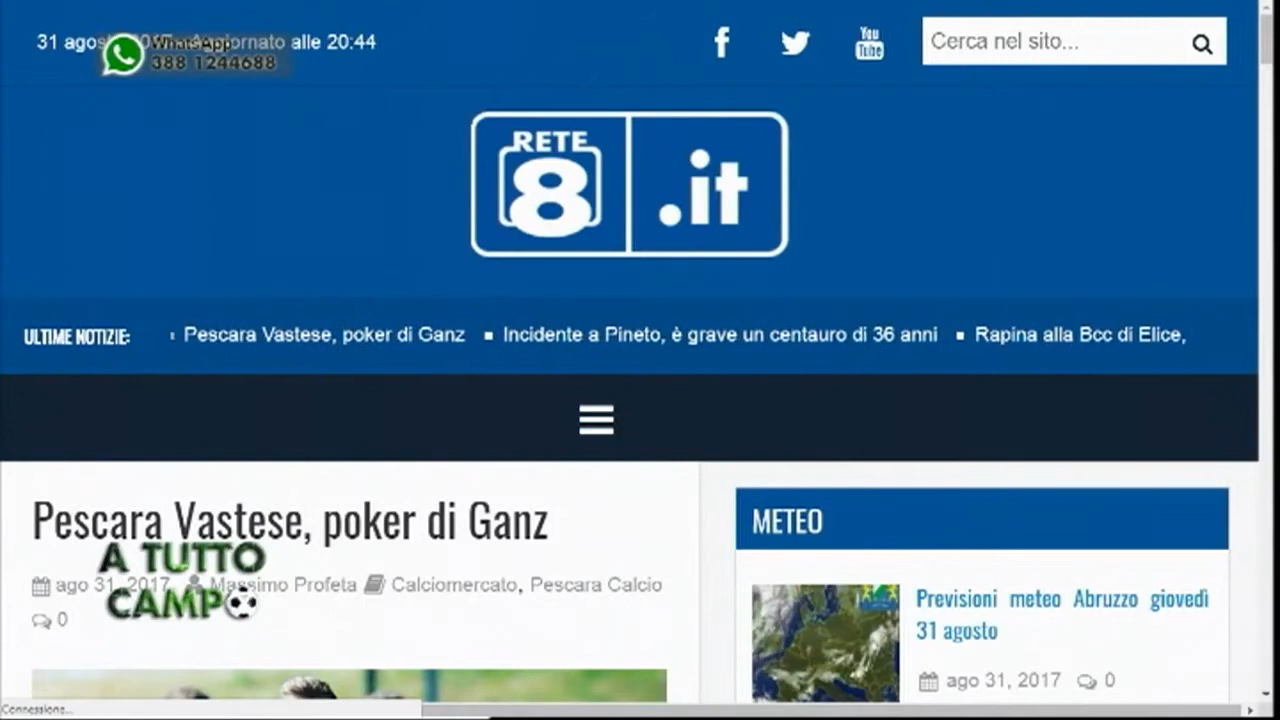 31 agos
alle 20:44
WhatsApp
388 1244688
You
Tube
Cerca nel sito...
RETE
8
.it
ULTIME NOTIZIE:
Pescara Vastese, poker di Ganz ▪ Incidente a Pineto, è grave un centauro di 36 anni ▪ Rapina alla Bcc di Elice,
Pescara Vastese, poker di Ganz
A TUTTO
CAMPO
ago 31, 2017 Massimo Profeta Calciomercato, Pescara Calcio
0
METEO
Previsioni meteo Abruzzo giovedì
31 agosto
ago 31, 2017 0
Connessione...